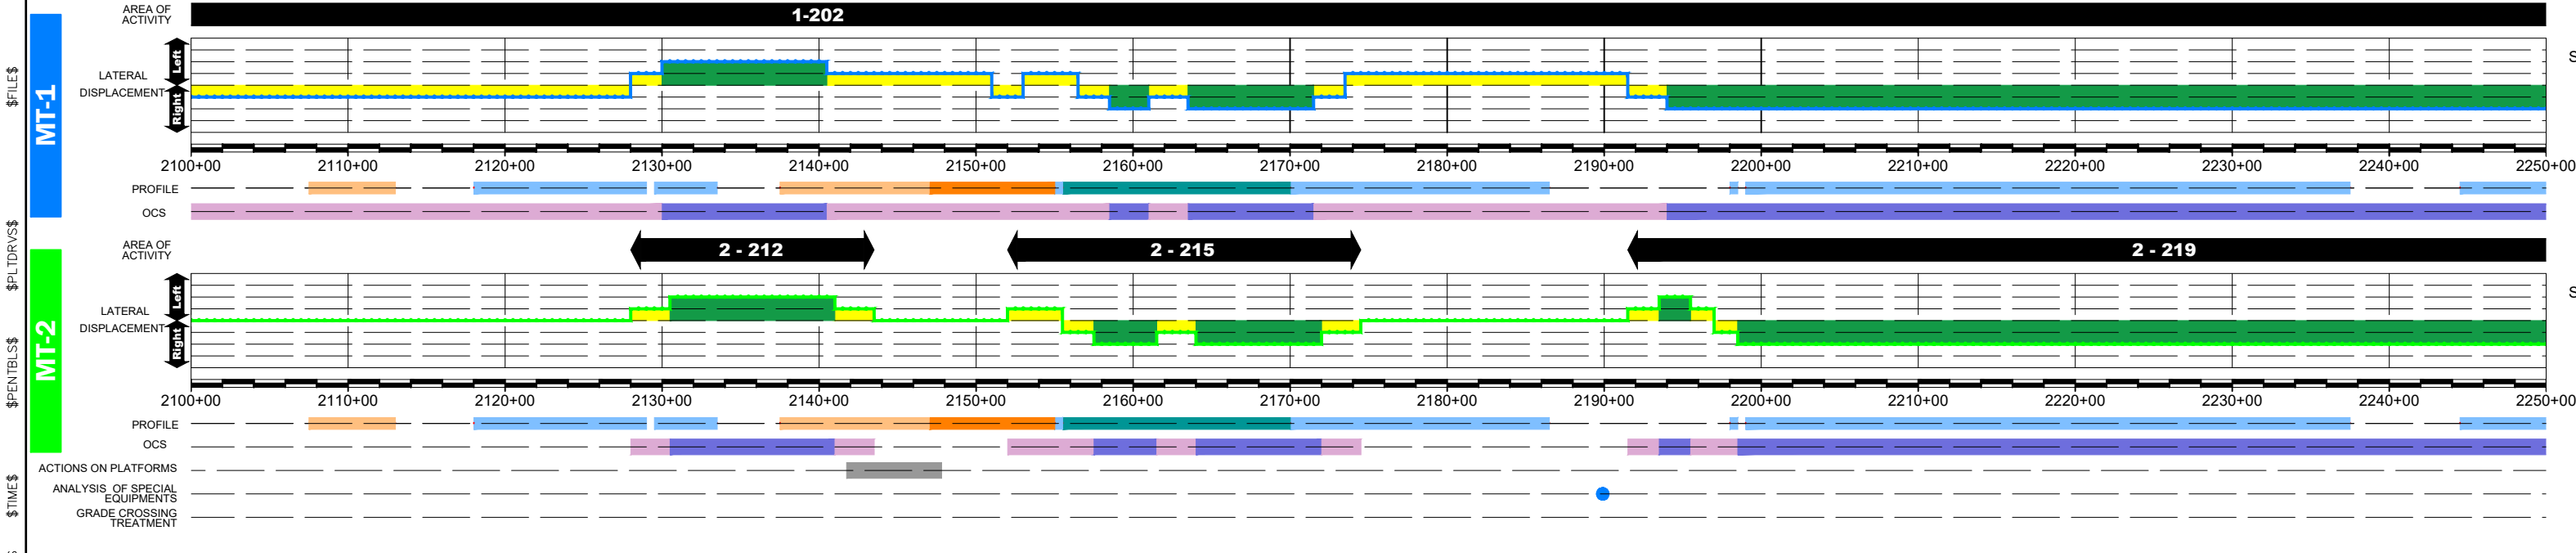 AREA OF
ACTIVITY
1-202
MT-1
Left
Right
LATERAL
DISPLACEMENT
S
2100+00 2110+00 2120+00 2130+00 2140+00 2150+00 2160+00 2170+00 2180+00 2190+00 2200+00 2210+00 2220+00 2230+00 2240+00 2250+00
PROFILE
OCS
AREA OF
ACTIVITY
2 - 212
2 - 215
2 - 219
MT-2
Left
Right
LATERAL
DISPLACEMENT
S
2100+00 2110+00 2120+00 2130+00 2140+00 2150+00 2160+00 2170+00 2180+00 2190+00 2200+00 2210+00 2220+00 2230+00 2240+00 2250+00
PROFILE
OCS
ACTIONS ON PLATFORMS
ANALYSIS OF SPECIAL
EQUIPMENTS
GRADE CROSSING
TREATMENT
$FILE$
$PLTDRVS$
$PENTBLS$
$TIME$